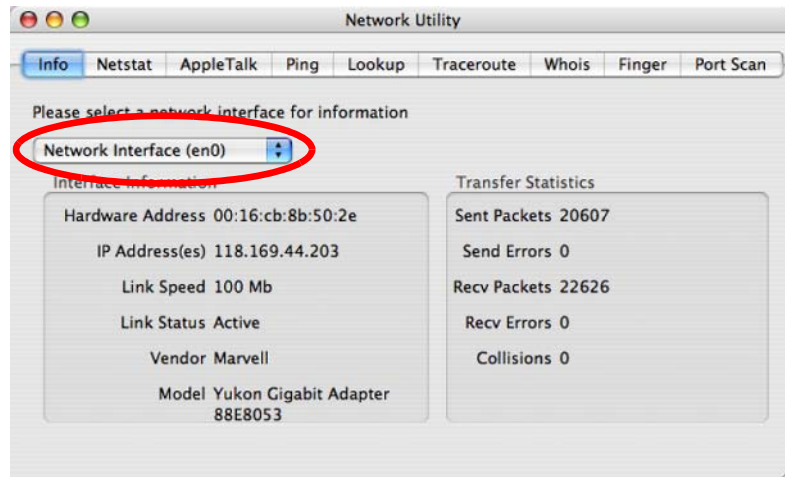 Network Utility
Info Netstat AppleTalk Ping Lookup Traceroute Whois Finger Port Scan
Please select a network interface for information
Network Interface (en0)
Interface Information
Hardware Address 00:16:cb:8b:50:2e
IP Address(es) 118.169.44.203
Link Speed 100 Mb
Link Status Active
Vendor Marvell
Model Yukon Gigabit Adapter
88E8053
Transfer Statistics
Sent Packets 20607
Send Errors 0
Recv Packets 22626
Recv Errors 0
Collisions 0